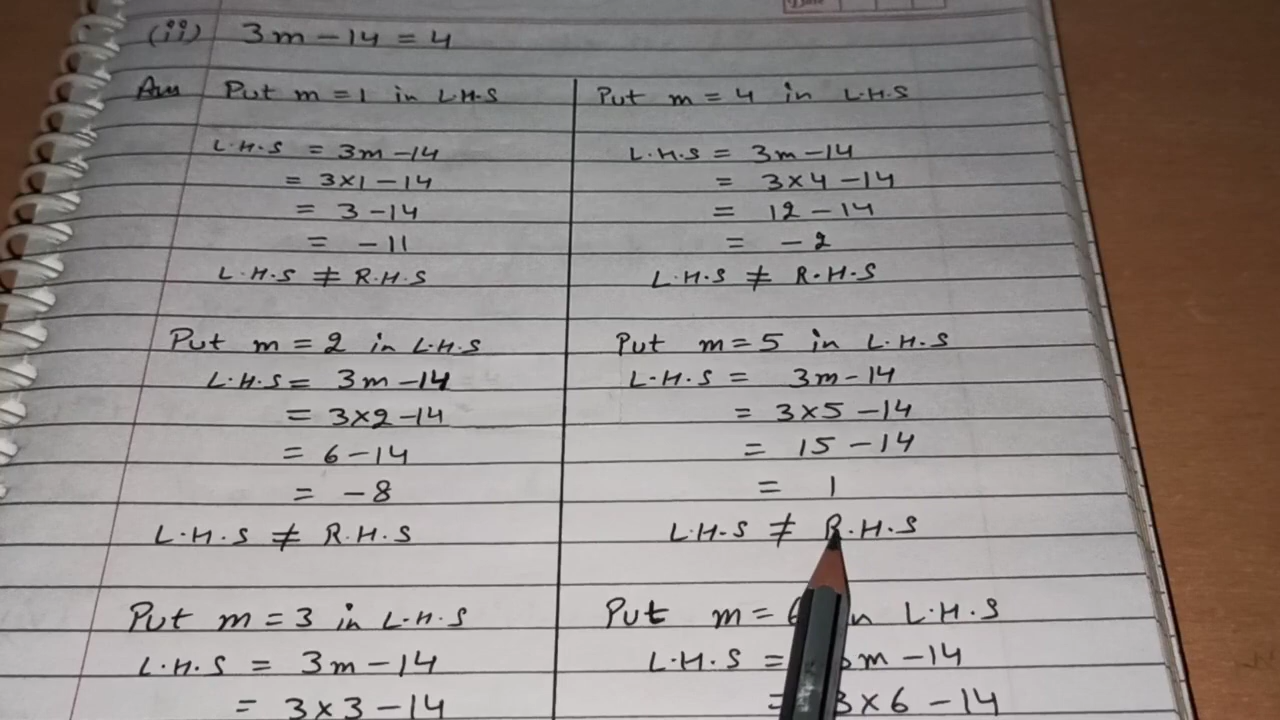 (ii) 3m - 14 = 4
Ans Put m = 1 in L.H.S
L.H.S = 3m - 14
= 3 × 1 - 14
= 3 - 14
= - 11
L.H.S ≠ R.H.S
Put m = 2 in L.H.S
L.H.S = 3m - 14
= 3 × 2 - 14
= 6 - 14
= - 8
L.H.S ≠ R.H.S
Put m = 3 in L.H.S
L.H.S = 3m - 14
= 3 × 3 - 14
Put m = 4 in L.H.S
L.H.S = 3m - 14
= 3 × 4 - 14
= 12 - 14
= - 2
L.H.S ≠ R.H.S
Put m = 5 in L.H.S
L.H.S = 3m - 14
= 3 × 5 - 14
= 15 - 14
= 1
L.H.S ≠ R.H.S
Put m = 6 in L.H.S
L.H.S = 3m - 14
= 3 × 6 - 14